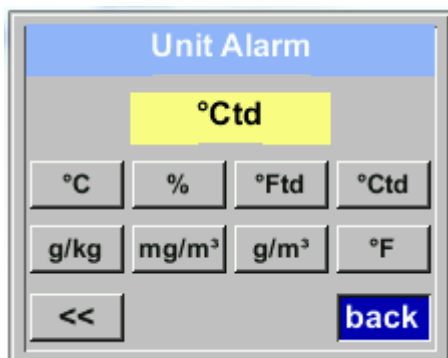 Unit Alarm
°Ctd
°C % °Ftd °Ctd
g/kg mg/m³ g/m³ °F
<< back